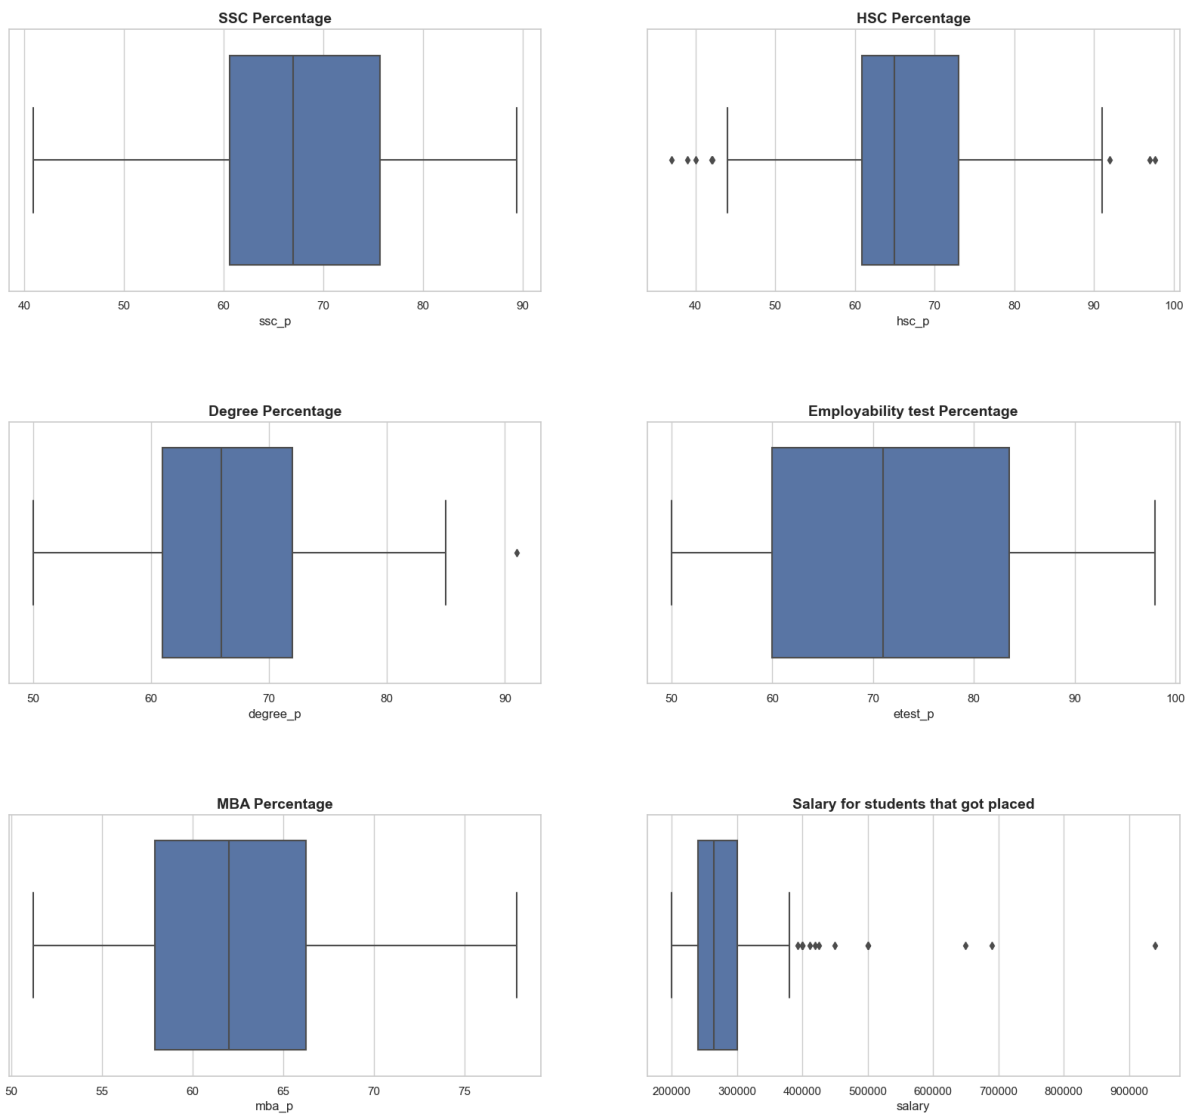 SSC Percentage
HSC Percentage
40 50 60 70 80 90
ssc_p
40 50 60 70 80 90 100
hsc_p
Degree Percentage
Employability test Percentage
50 60 70 80 90
degree_p
50 60 70 80 90 100
etest_p
MBA Percentage
Salary for students that got placed
50 55 60 65 70 75
mba_p
200000 300000 400000 500000 600000 700000 800000 900000
salary